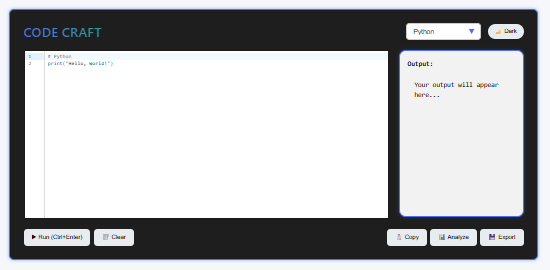 CODE CRAFT
Python
Dark
1 # Python
2 print("Hello, World!")
Output:
Your output will appear
here...
Run (Ctrl+Enter)
Clear
Copy
Analyze
Export